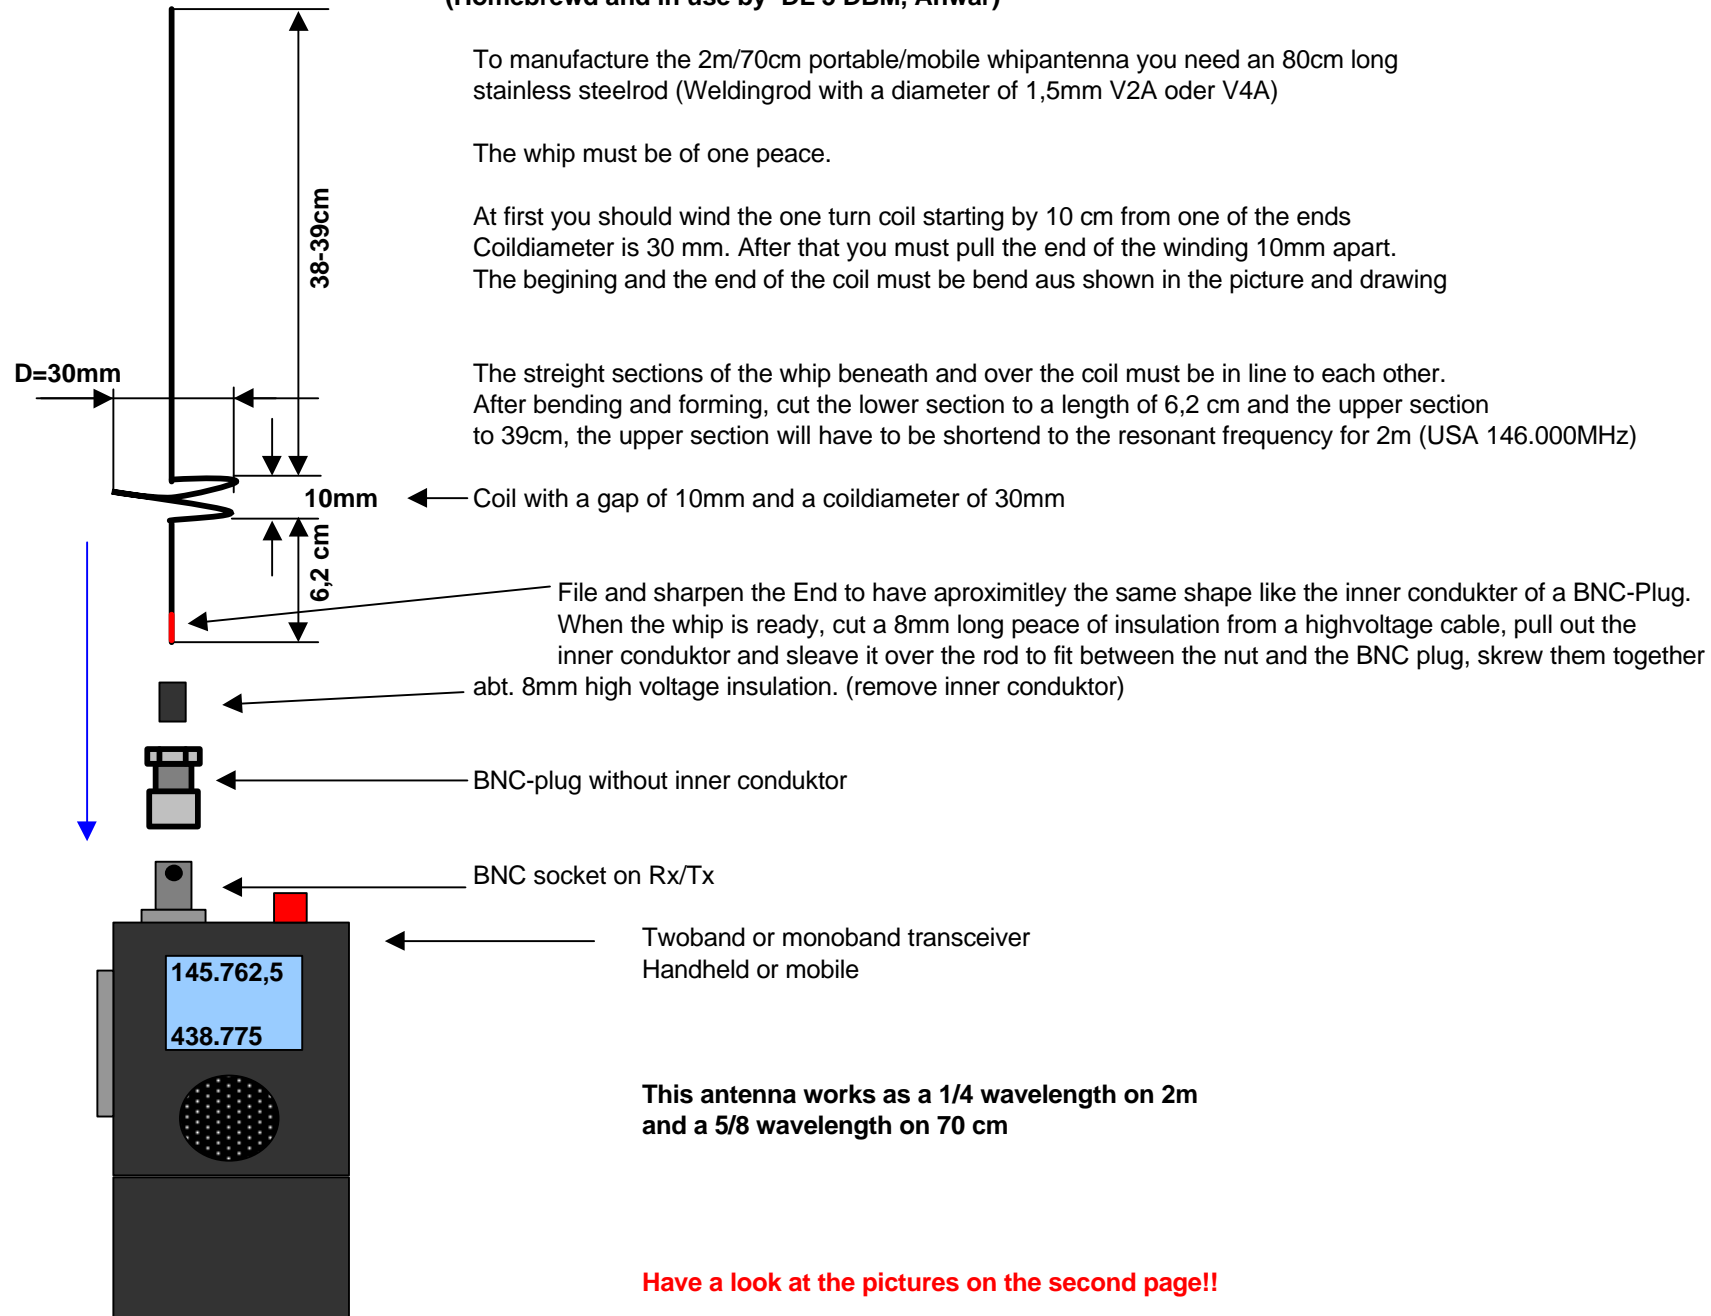 (Homebrewd and in use by DL 3 DBM, Anwar)
To manufacture the 2m/70cm portable/mobile whipantenna you need an 80cm long
stainless steelrod (Weldingrod with a diameter of 1,5mm V2A oder V4A)
The whip must be of one peace.
At first you should wind the one turn coil starting by 10 cm from one of the ends
Coildiameter is 30 mm. After that you must pull the end of the winding 10mm apart.
The begining and the end of the coil must be bend aus shown in the picture and drawing
38-39cm
D=30mm
The streight sections of the whip beneath and over the coil must be in line to each other.
After bending and forming, cut the lower section to a length of 6,2 cm and the upper section
to 39cm, the upper section will have to be shortend to the resonant frequency for 2m (USA 146.000MHz)
10mm
Coil with a gap of 10mm and a coildiameter of 30mm
6,2 cm
File and sharpen the End to have aproximitley the same shape like the inner condukter of a BNC-Plug.
When the whip is ready, cut a 8mm long peace of insulation from a highvoltage cable, pull out the
inner conduktor and sleave it over the rod to fit between the nut and the BNC plug, skrew them together
abt. 8mm high voltage insulation. (remove inner conduktor)
BNC-plug without inner conduktor
BNC socket on Rx/Tx
Twoband or monoband transceiver
Handheld or mobile
145.762,5
438.775
This antenna works as a 1/4 wavelength on 2m
and a 5/8 wavelength on 70 cm
Have a look at the pictures on the second page!!